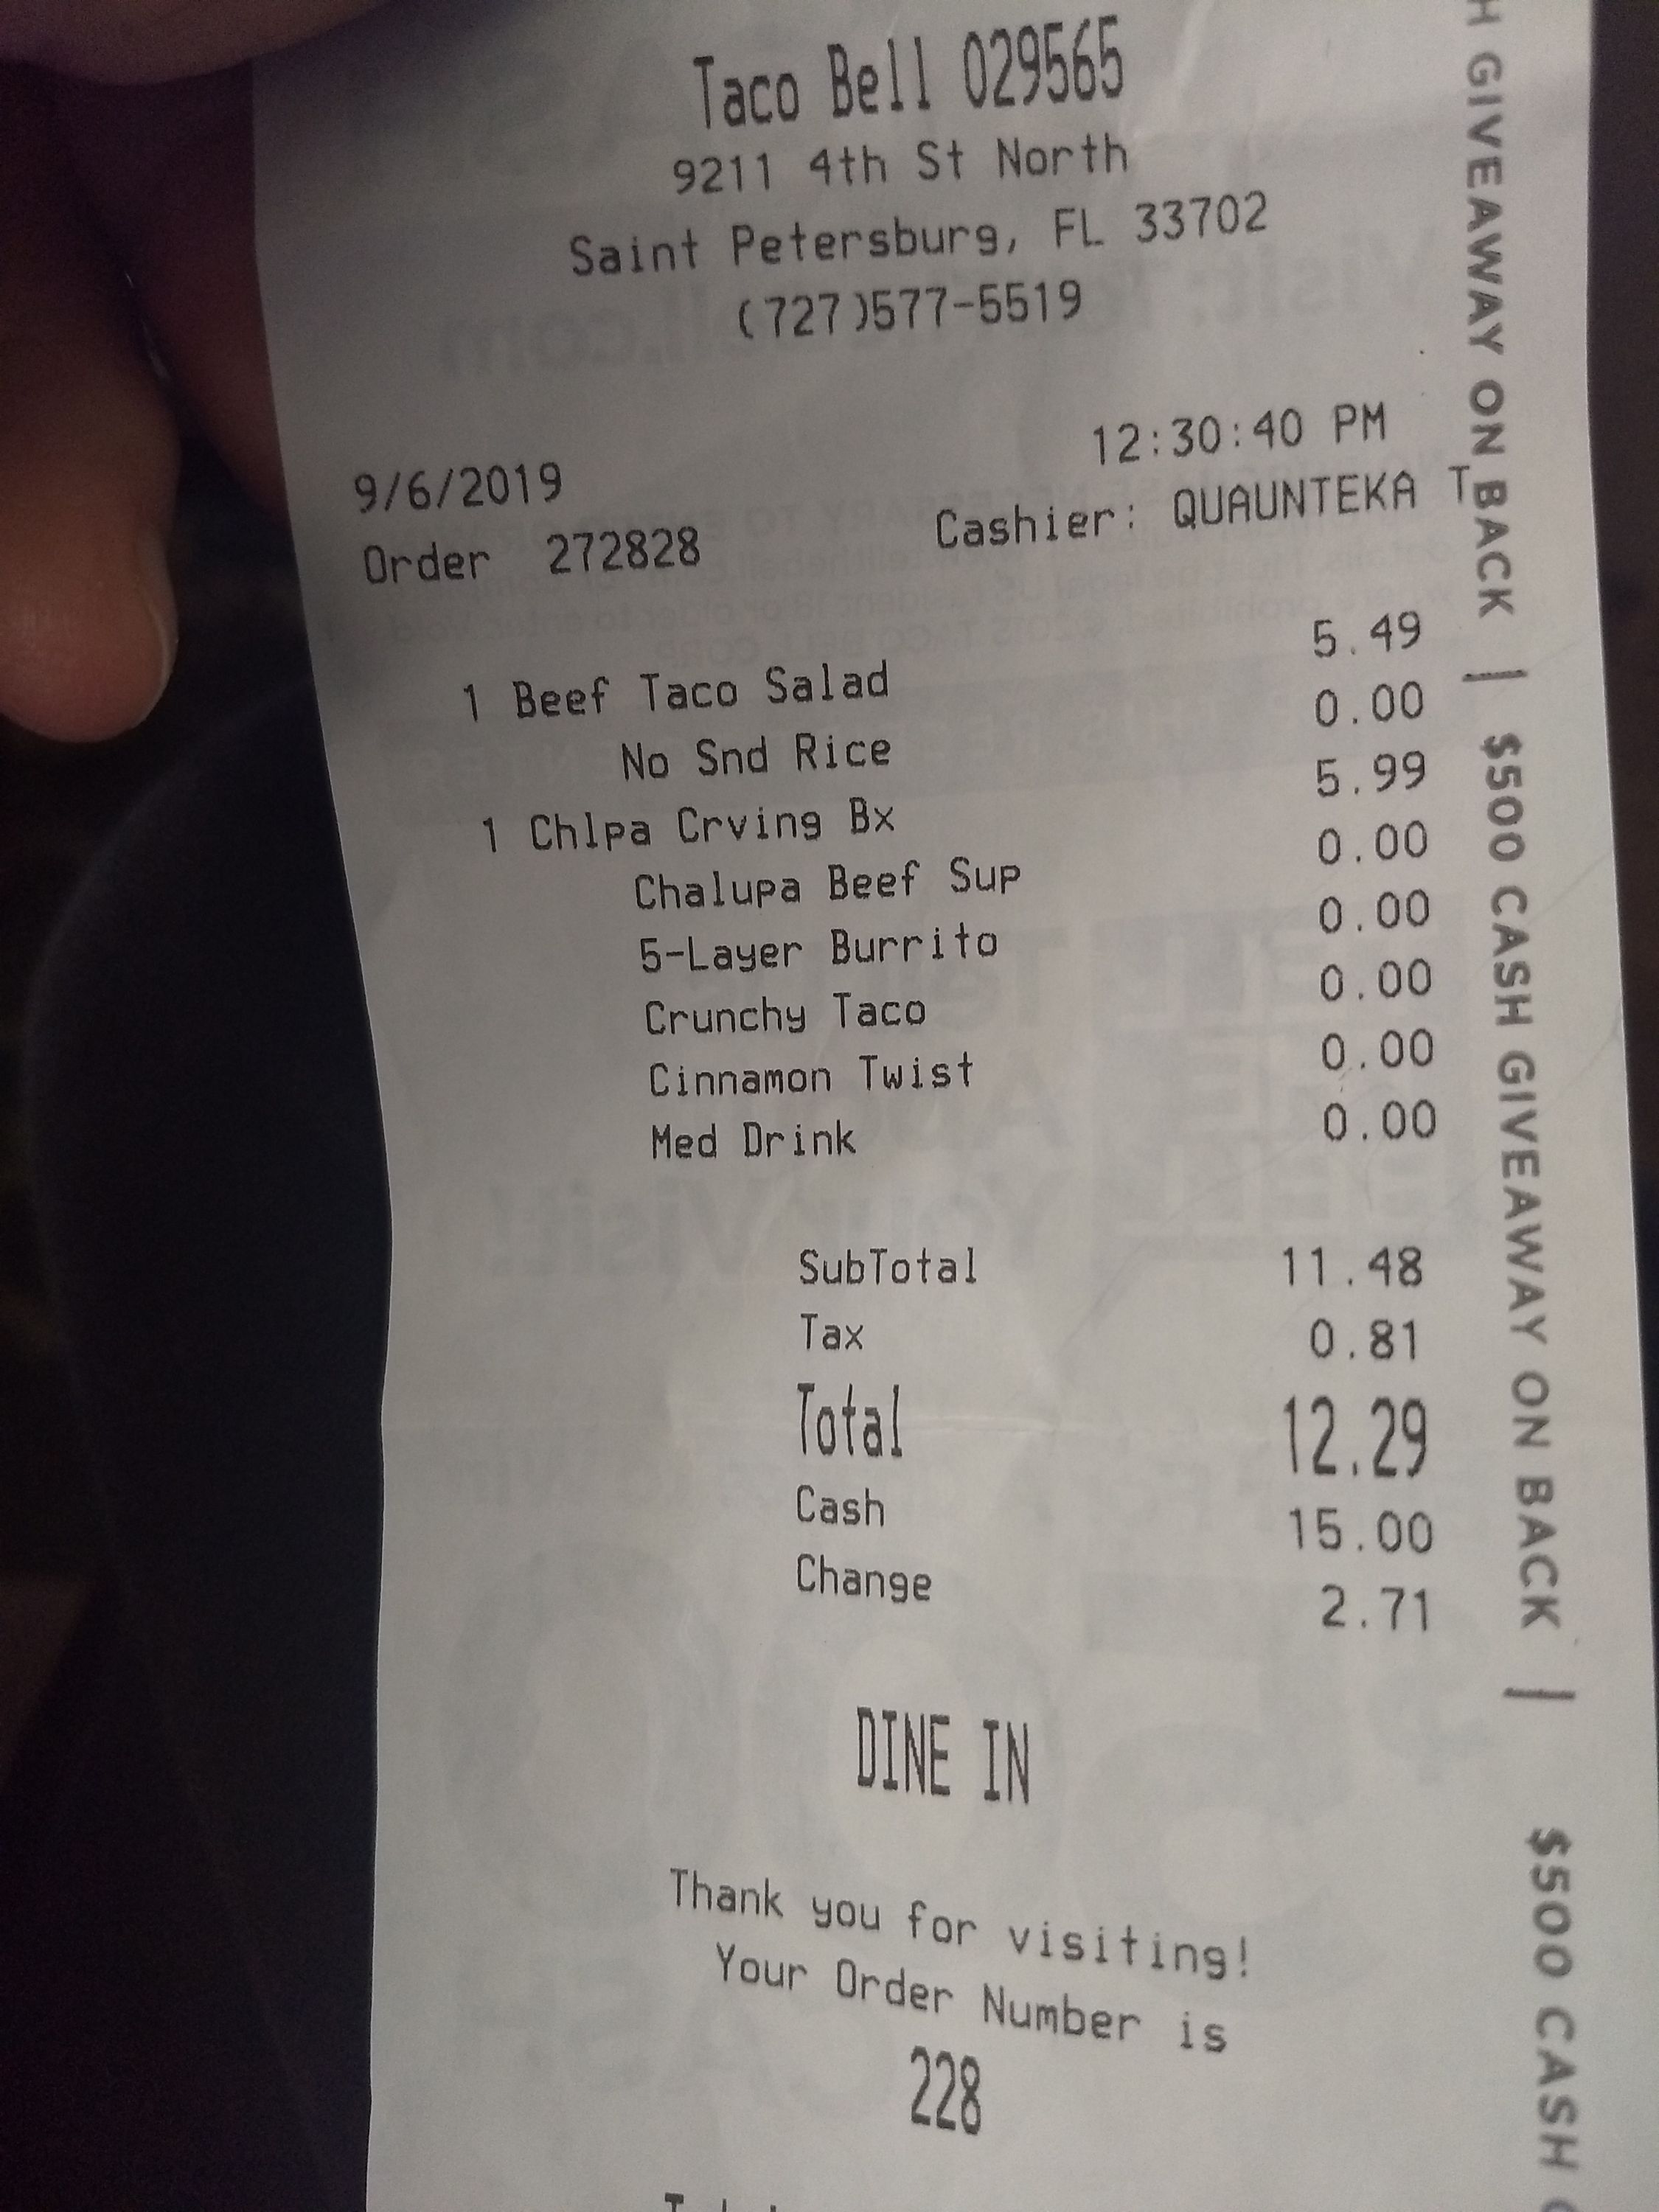 Taco Bell 029565
9211 4th St North
Saint Petersburg, FL 33702
(727)577-5519
12:30:40 PM
9/6/2019
Cashier: QUAUNTEKA T
Order 272828
1 Beef Taco Salad 5.49
No Snd Rice 0.00
1 Chlpa Crving Bx 5.99
Chalupa Beef Sup 0.00
5-Layer Burrito 0.00
Crunchy Taco 0.00
Cinnamon Twist 0.00
Med Drink 0.00
SubTotal 11.48
Tax 0.81
Total 12.29
Cash 15.00
Change 2.71
DINE IN
Thank you for visiting!
Your Order Number is
228
H GIVEAWAY ON BACK | $500 CASH GIVEAWAY ON BACK | $500 CASH